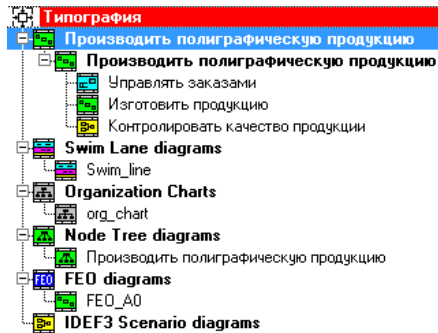 Типография
Производить полиграфическую продукцию
Производить полиграфическую продукцию
Управлять заказами
Изготовить продукцию
Контролировать качество продукции
Swim Lane diagrams
Swim_line
Organization Charts
org_chart
Node Tree diagrams
Производить полиграфическую продукцию
FEO FEO diagrams
FEO_A0
IDEF3 Scenario diagrams